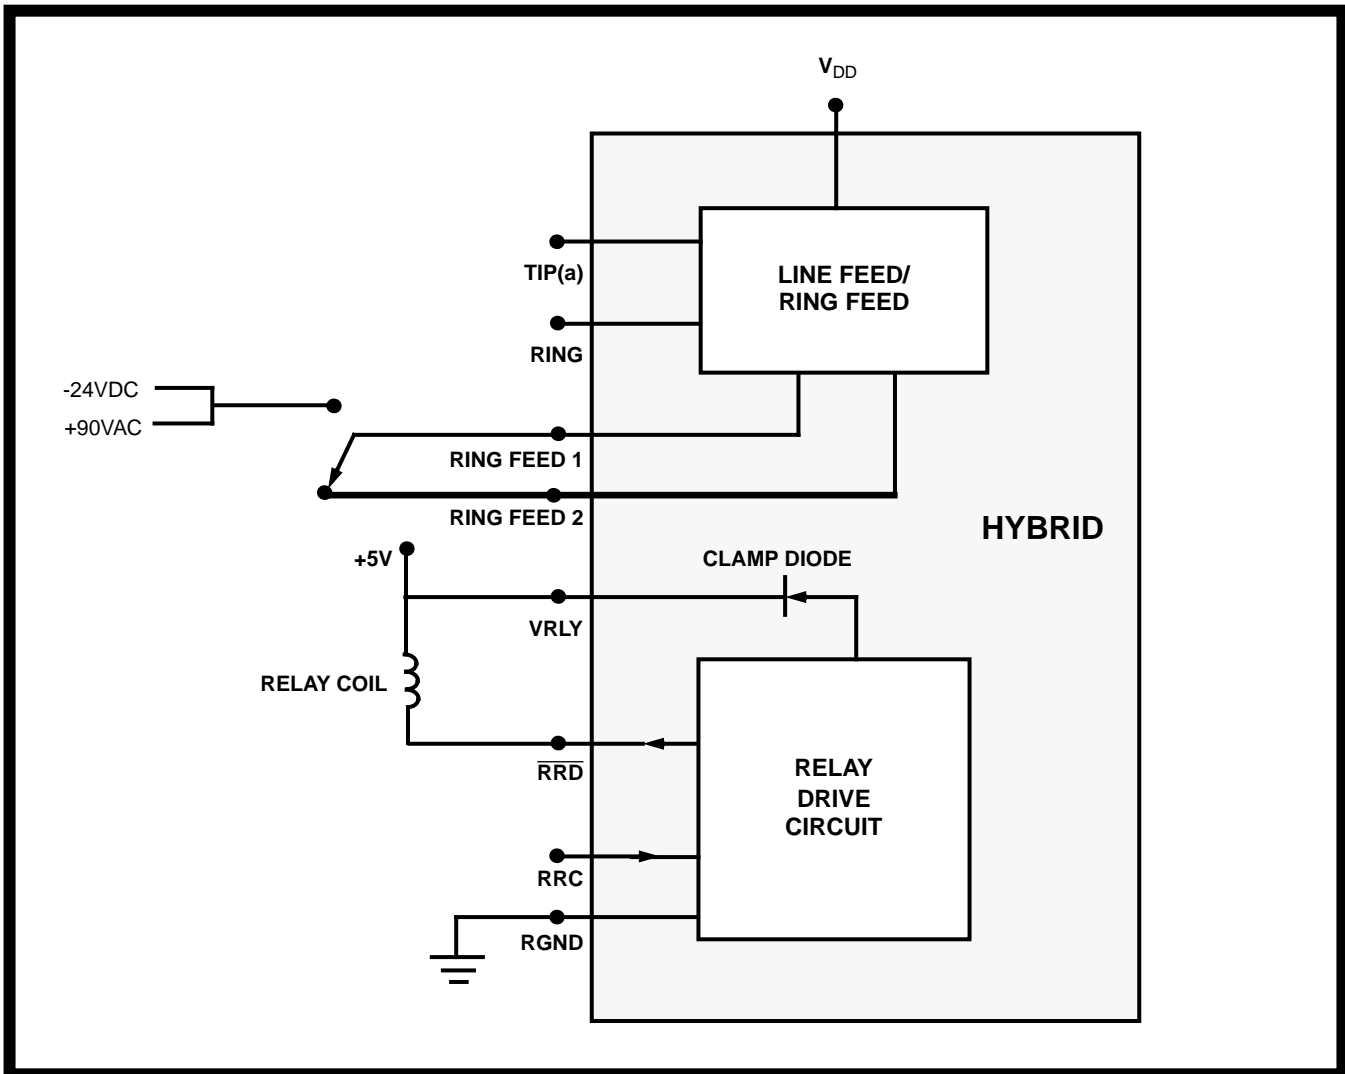 VDD
TIP(a)
LINE FEED/
RING FEED
RING
-24VDC
+90VAC
RING FEED 1
RING FEED 2
HYBRID
+5V
CLAMP DIODE
VRLY
RELAY COIL
RRD
RELAY
DRIVE
CIRCUIT
RRC
RGND